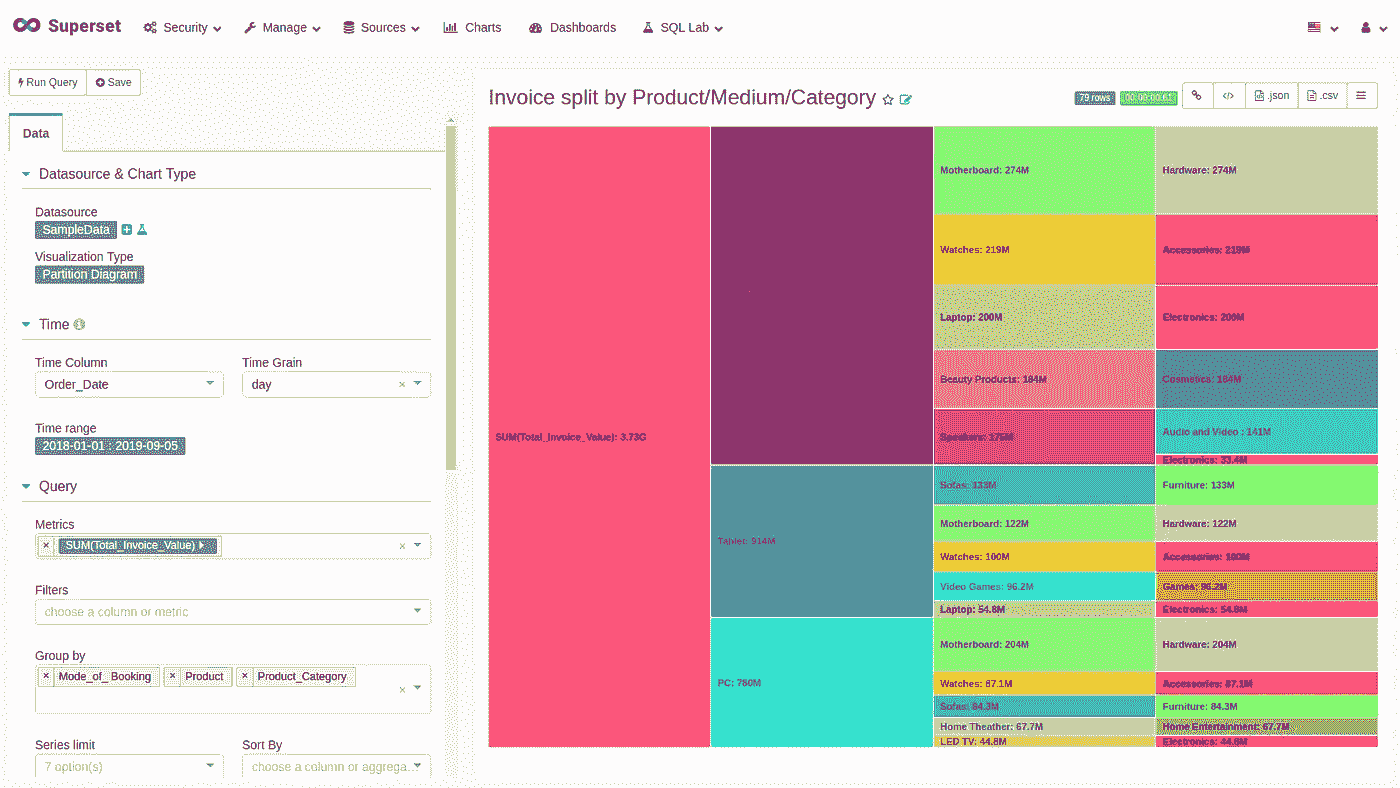 Superset Security Manage Sources Charts Dashboards SQL Lab
Run Query Save
Data
Datasource & Chart Type
Datasource
SampleData
Visualization Type
Partition Diagram
Time
Time Column Time Grain
Order_Date day
Time range
2018-01-01 : 2019-09-05
Query
Metrics
SUM(Total_Invoice_Value)
Filters
choose a column or metric
Group by
Mode_of_Booking Product Product_Category
Series limit Sort By
7 option(s) choose a column or aggrega...
Invoice split by Product/Medium/Category
79 rows .json .csv
SUM(Total_Invoice_Value): 3.73G
Tablet: 914M
PC: 780M
Motherboard: 274M Hardware: 274M
Watches: 219M Accessories: 219M
Laptop: 200M Electronics: 200M
Beauty Products: 184M Cosmetics: 184M
Speakers: 175M Audio and Video : 141M
Electronics: 33.4M
Sofas: 133M Furniture: 133M
Motherboard: 122M Hardware: 122M
Watches: 100M Accessories: 100M
Video Games: 96.2M Games: 96.2M
Laptop: 54.8M Electronics: 54.8M
Motherboard: 204M Hardware: 204M
Watches: 87.1M Accessories: 87.1M
Sofas: 84.3M Furniture: 84.3M
Home Theather: 67.7M Home Entertainment: 67.7M
LED TV: 44.8M Electronics: 44.8M